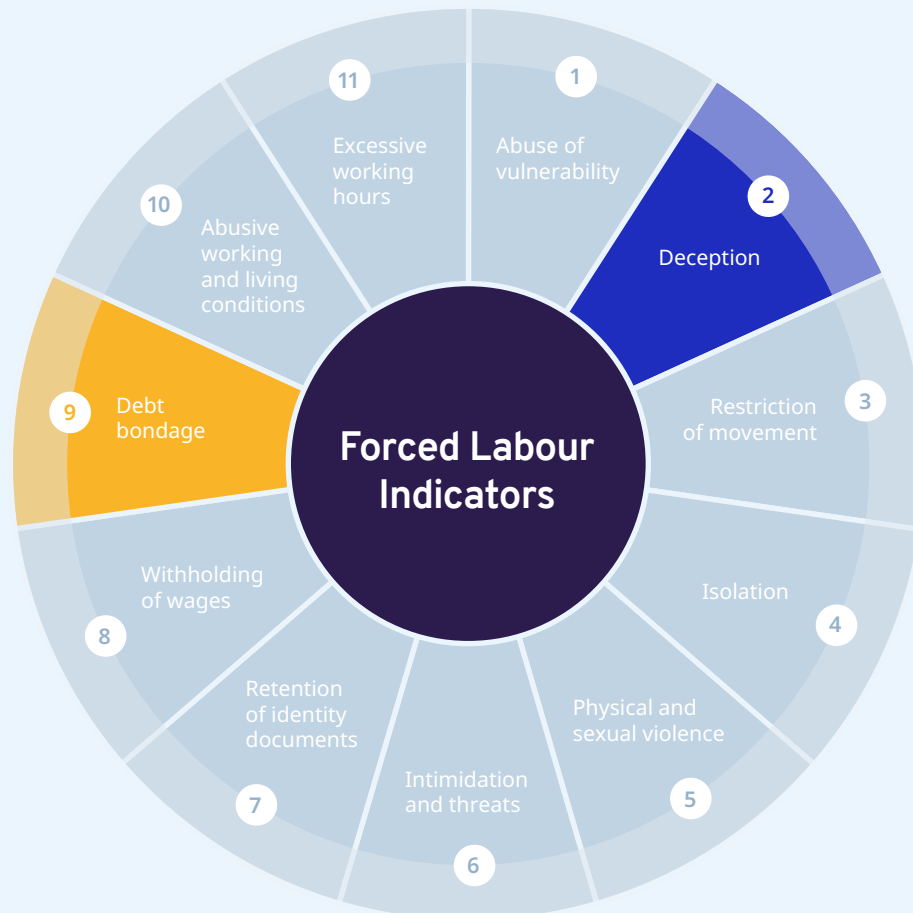 Forced Labour
Indicators
1
Abuse of
vulnerability
2
Deception
3
Restriction
of movement
4
Isolation
5
Physical and
sexual violence
6
Intimidation
and threats
7
Retention
of identity
documents
8
Withholding
of wages
9
Debt
bondage
10
Abusive
working
and living
conditions
11
Excessive
working
hours